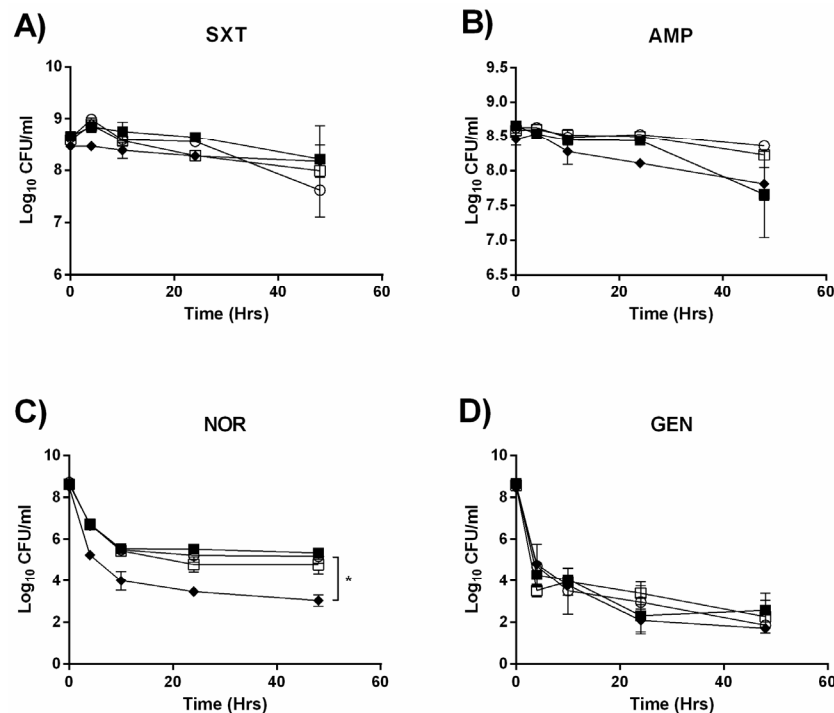 A)
SXT
Log10 CFU/ml
10
9
8
7
6
0
20
40
60
Time (Hrs)
B)
AMP
Log10 CFU/ml
9.5
9.0
8.5
8.0
7.5
7.0
6.5
0
20
40
60
Time (Hrs)
C)
NOR
Log10 CFU/ml
10
8
6
4
2
0
*
0
20
40
60
Time (Hrs)
D)
GEN
Log10 CFU/ml
10
8
6
4
2
0
0
20
40
60
Time (Hrs)